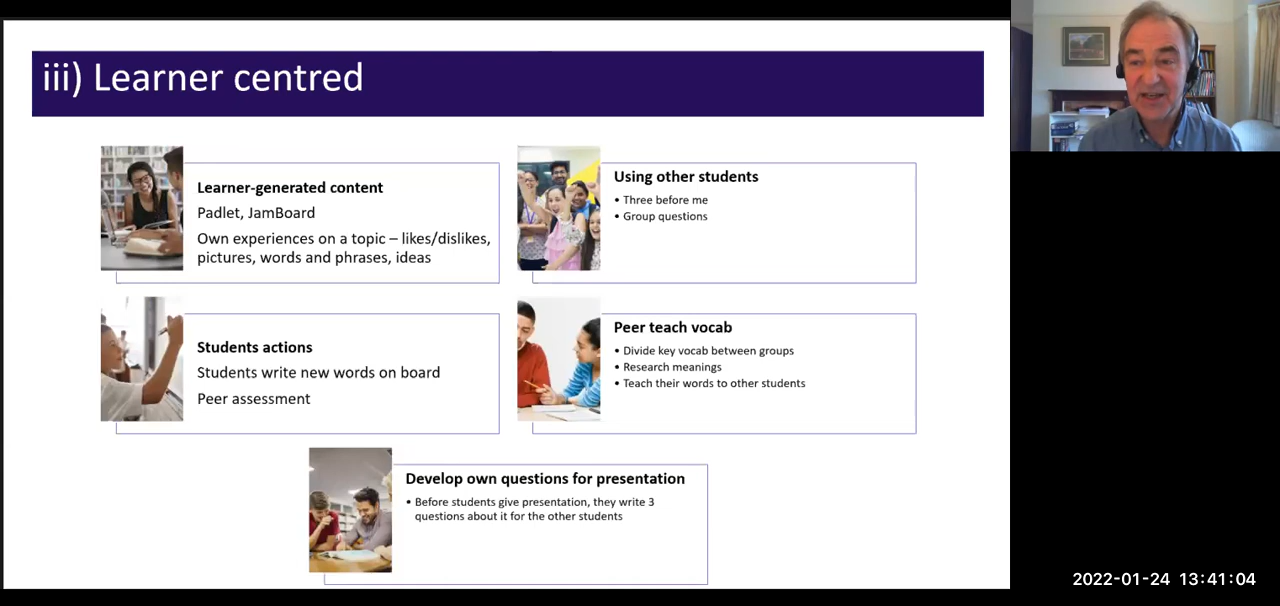 iii) Learner centred
Learner-generated content
Padlet, JamBoard
Own experiences on a topic – likes/dislikes,
pictures, words and phrases, ideas
Using other students
• Three before me
• Group questions
Students actions
Students write new words on board
Peer assessment
Peer teach vocab
• Divide key vocab between groups
• Research meanings
• Teach their words to other students
Develop own questions for presentation
• Before students give presentation, they write 3
questions about it for the other students
2022-01-24 13:41:04